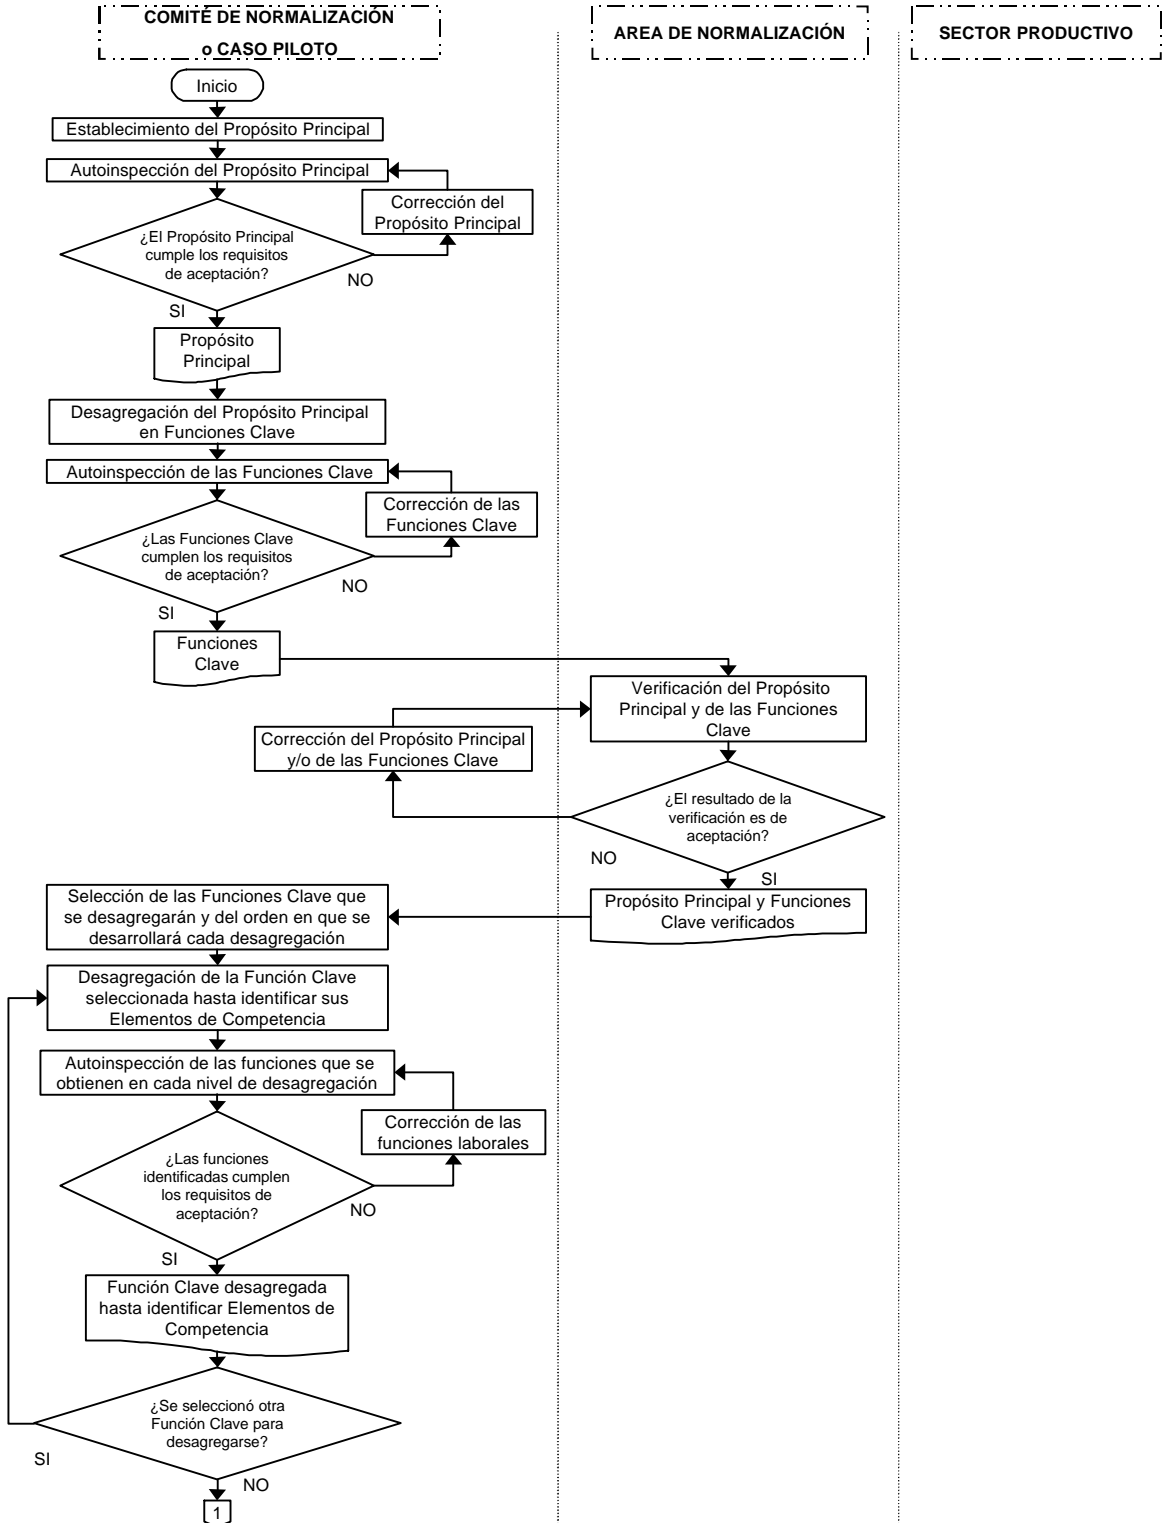 COMITÉ DE NORMALIZACIÓN
o CASO PILOTO
AREA DE NORMALIZACIÓN
SECTOR PRODUCTIVO
Inicio
Establecimiento del Propósito Principal
Autoinspección del Propósito Principal
Corrección del
Propósito Principal
¿El Propósito Principal
cumple los requisitos
de aceptación?
NO
SI
Propósito
Principal
Desagregación del Propósito Principal
en Funciones Clave
Autoinspección de las Funciones Clave
Corrección de las
Funciones Clave
¿Las Funciones Clave
cumplen los requisitos
de aceptación?
NO
SI
Funciones
Clave
Verificación del Propósito
Principal y de las Funciones
Clave
Corrección del Propósito Principal
y/o de las Funciones Clave
¿El resultado de la
verificación es de
aceptación?
NO
SI
Propósito Principal y Funciones
Clave verificados
Selección de las Funciones Clave que
se desagregarán y del orden en que se
desarrollará cada desagregación
Desagregación de la Función Clave
seleccionada hasta identificar sus
Elementos de Competencia
Autoinspección de las funciones que se
obtienen en cada nivel de desagregación
Corrección de las
funciones laborales
¿Las funciones
identificadas cumplen
los requisitos de
aceptación?
NO
SI
Función Clave desagregada
hasta identificar Elementos de
Competencia
¿Se seleccionó otra
Función Clave para
desagregarse?
SI
NO
1